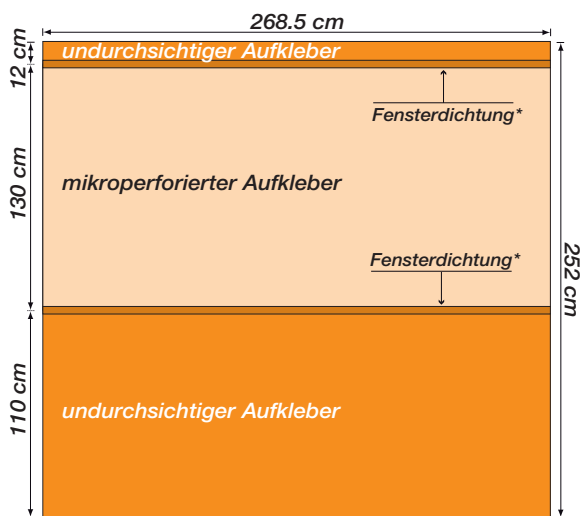 268.5 cm
12 cm
undurchsichtiger Aufkleber
Fensterdichtung*
130 cm
mikroperforierter Aufkleber
Fensterdichtung*
252 cm
110 cm
undurchsichtiger Aufkleber